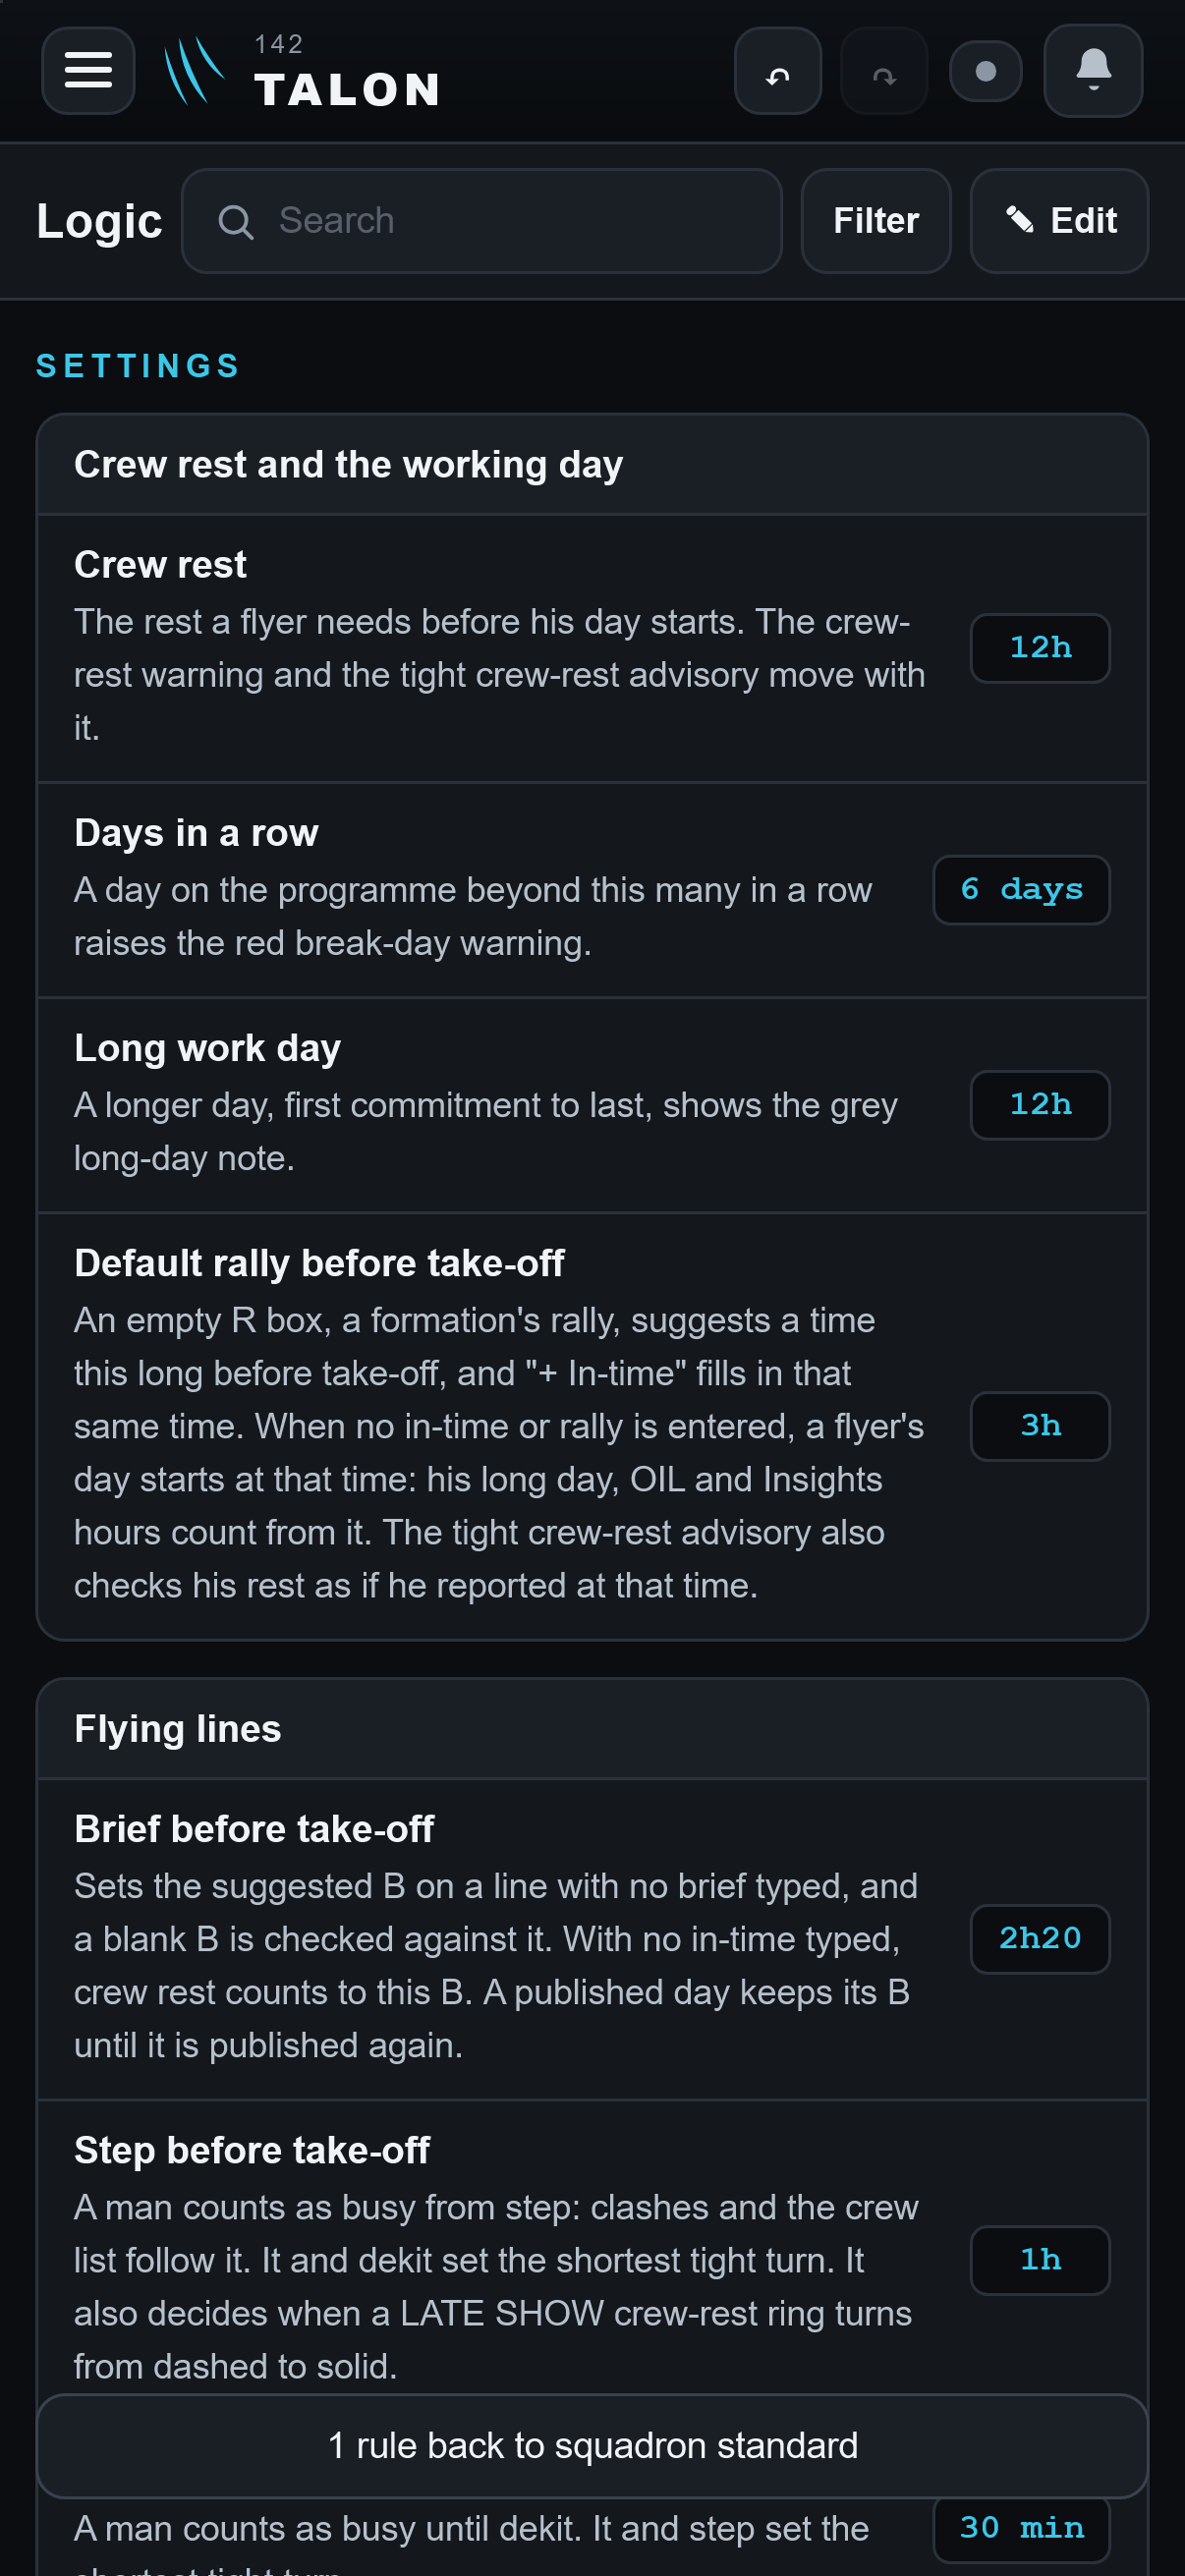 142
TALON
Logic
Search
Filter
Edit
SETTINGS
Crew rest and the working day
Crew rest
The rest a flyer needs before his day starts. The crew-
rest warning and the tight crew-rest advisory move with
it.
12h
Days in a row
A day on the programme beyond this many in a row
raises the red break-day warning.
6 days
Long work day
A longer day, first commitment to last, shows the grey
long-day note.
12h
Default rally before take-off
An empty R box, a formation's rally, suggests a time
this long before take-off, and "+ In-time" fills in that
same time. When no in-time or rally is entered, a flyer's
day starts at that time: his long day, OIL and Insights
hours count from it. The tight crew-rest advisory also
checks his rest as if he reported at that time.
3h
Flying lines
Brief before take-off
Sets the suggested B on a line with no brief typed, and
a blank B is checked against it. With no in-time typed,
crew rest counts to this B. A published day keeps its B
until it is published again.
2h20
Step before take-off
A man counts as busy from step: clashes and the crew
list follow it. It and dekit set the shortest tight turn. It
also decides when a LATE SHOW crew-rest ring turns
from dashed to solid.
1h
1 rule back to squadron standard
A man counts as busy until dekit. It and step set the
30 min